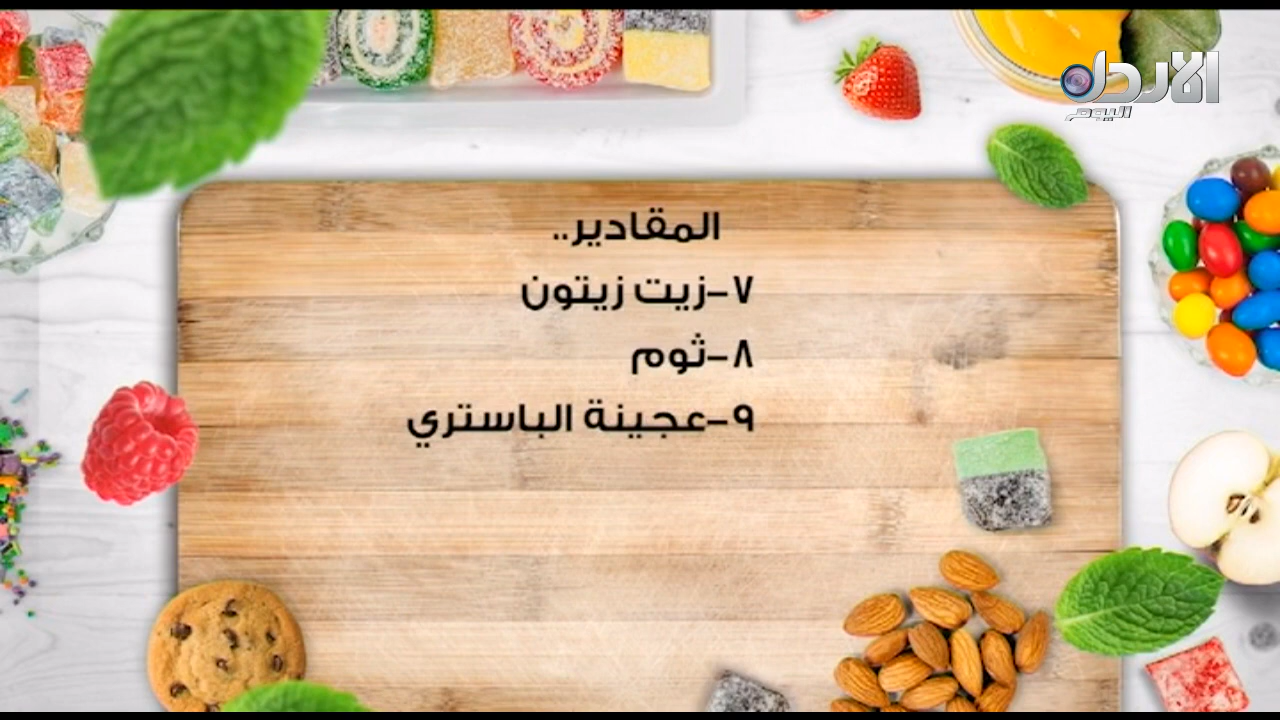 الأردن
اليوم
المقادير..
٧-زيت زيتون
٨-ثوم
٩-عجينة الباستري